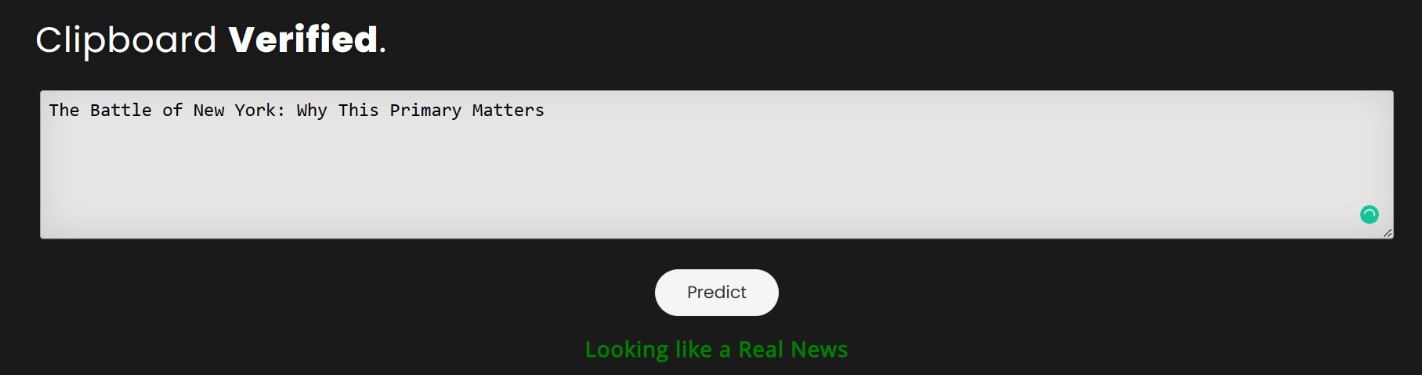 Clipboard Verified.
The Battle of New York: Why This Primary Matters
Predict
Looking like a Real News